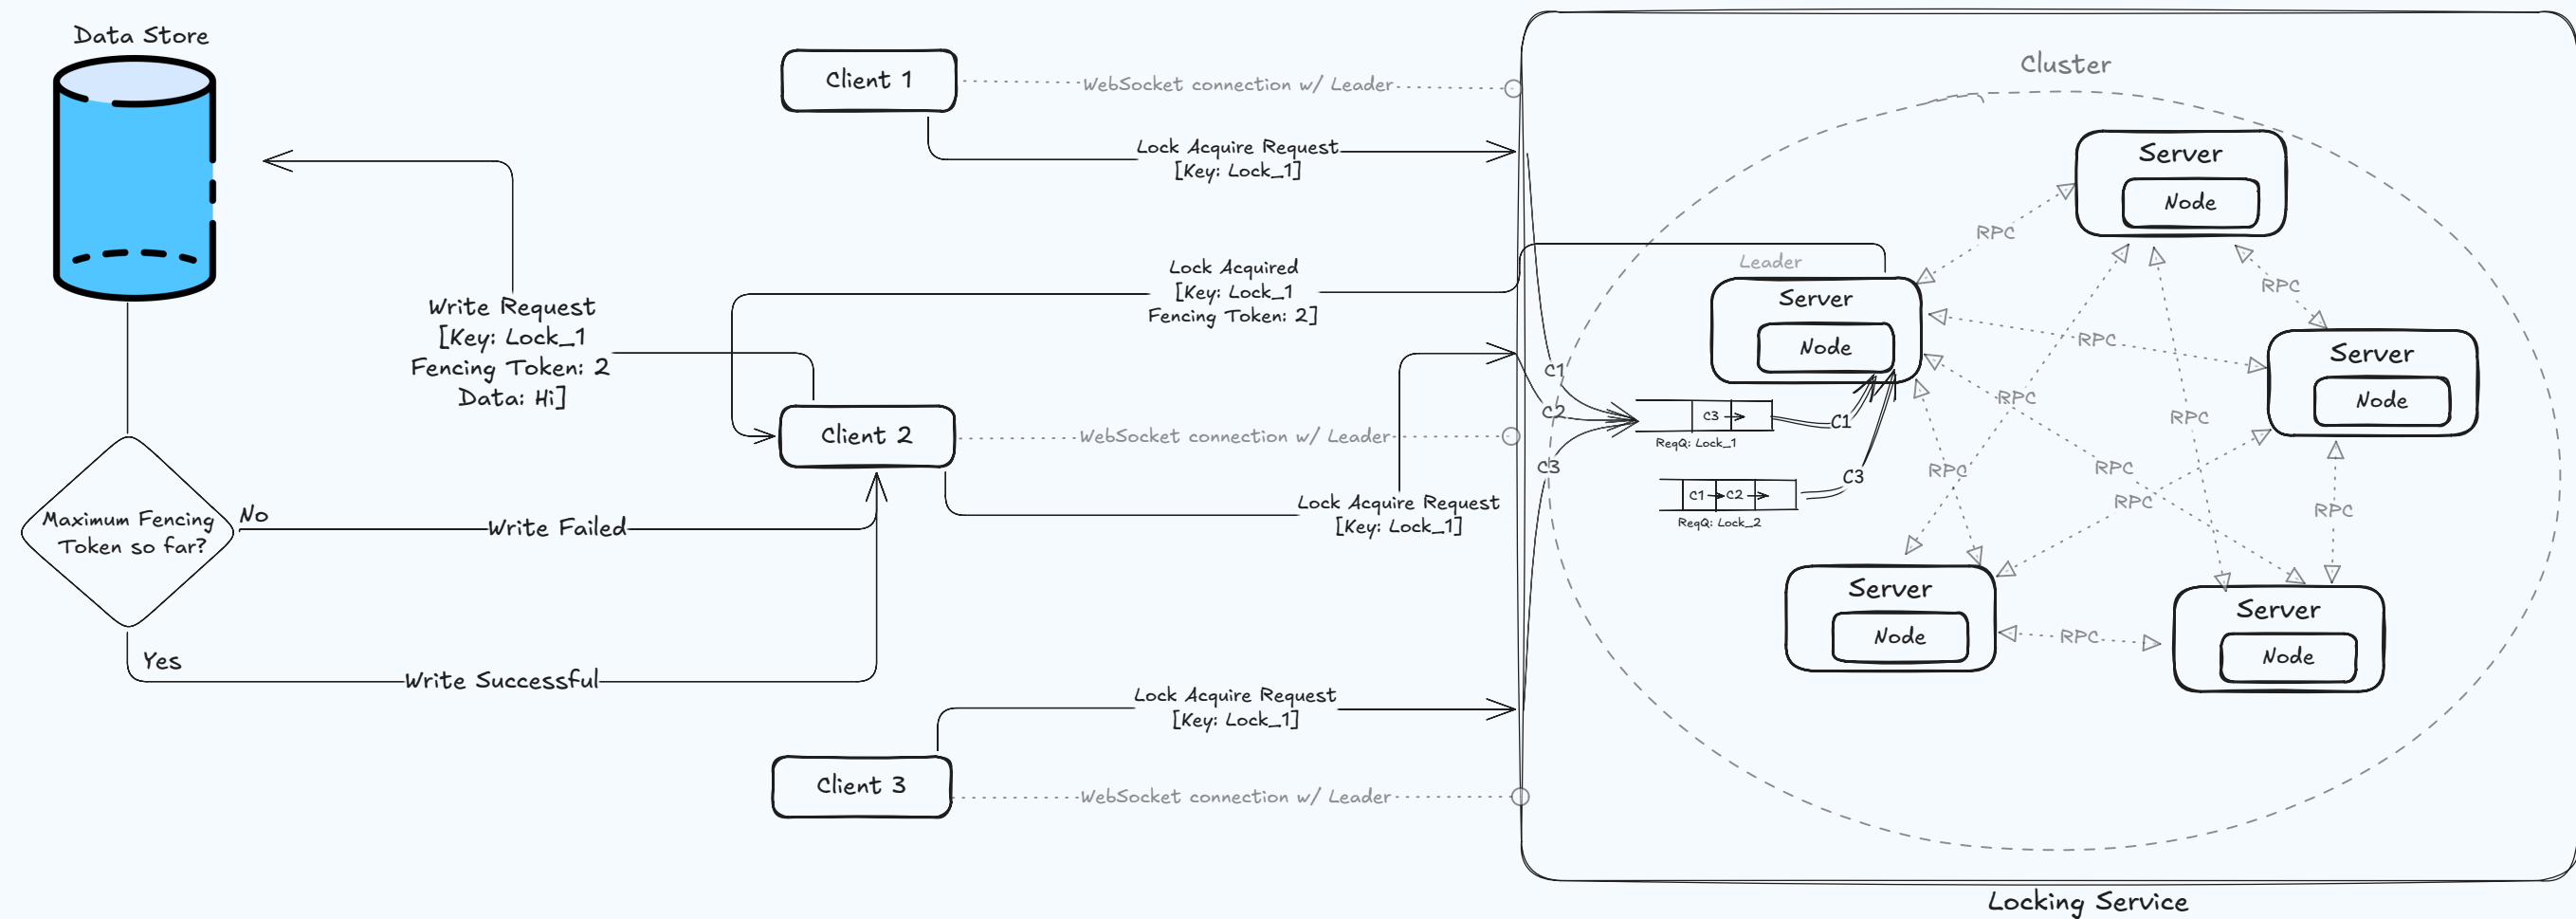 Data Store
Write Request
[Key: Lock_1
Fencing Token: 2
Data: Hi]
Maximum Fencing
Token so far?
No
Write Failed
Yes
Write Successful
Client 1
WebSocket connection w/ Leader
Lock Acquire Request
[Key: Lock_1]
Lock Acquired
[Key: Lock_1
Fencing Token: 2]
Client 2
WebSocket connection w/ Leader
Lock Acquire Request
[Key: Lock_1]
Lock Acquire Request
[Key: Lock_1]
Client 3
WebSocket connection w/ Leader
Cluster
Server
Node
Leader
Server
Node
Server
Node
Server
Node
Server
Node
RPC
RPC
RPC
RPC
RPC
RPC
RPC
RPC
RPC
RPC
C1
C2
C3
C3
C1
ReqQ: Lock_1
C1
C2
C3
ReqQ: Lock_2
Locking Service